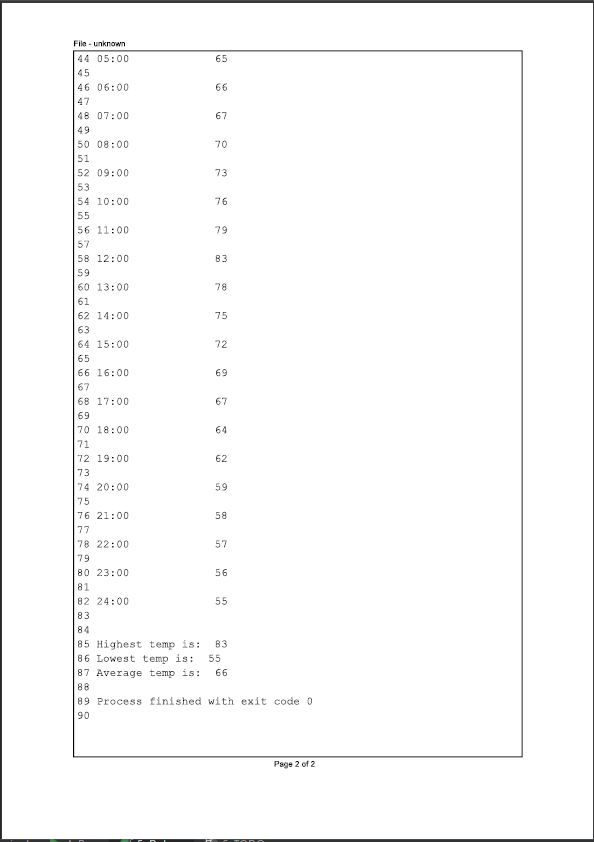 File - unknown
44 05:00 65
45
46 06:00 66
47
48 07:00 67
49
50 08:00 70
51
52 09:00 73
53
54 10:00 76
55
56 11:00 79
57
58 12:00 83
59
60 13:00 78
61
62 14:00 75
63
64 15:00 72
65
66 16:00 69
67
68 17:00 67
69
70 18:00 64
71
72 19:00 62
73
74 20:00 59
75
76 21:00 58
77
78 22:00 57
79
80 23:00 56
81
82 24:00 55
83
84
85 Highest temp is: 83
86 Lowest temp is: 55
87 Average temp is: 66
88
89 Process finished with exit code 0
90
Page 2 of 2